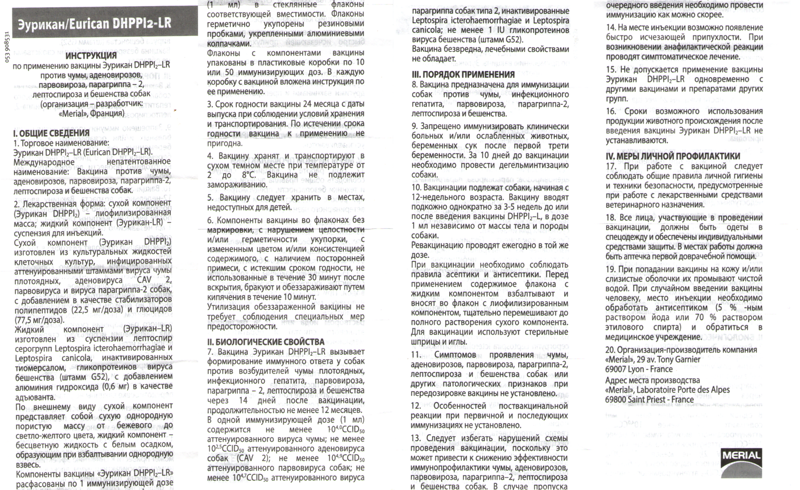 053 908 31
Эурикан/Eurican DHPPI2-LR
ИНСТРУКЦИЯ
по применению вакцины Эурикан DHPPI₂–LR
против чумы, аденовирозов,
парвовироза, парагриппа – 2,
лептоспироза и бешенства собак
(организация – разработчик:
«Merial», Франция)
I. ОБЩИЕ СВЕДЕНИЯ
1. Торговое наименование:
Эурикан DHPPI₂–LR (Eurican DHPPI₂–LR).
Международное непатентованное
наименование: Вакцина против чумы,
аденовирозов, парвовироза, парагриппа-2,
лептоспироза и бешенства собак.
2. Лекарственная форма: сухой компонент
(Эурикан DHPPI₂) – лиофилизированная
масса; жидкий компонент (Эурикан-LR) –
суспензия для инъекций.
Сухой компонент (Эурикан DHPPI₂)
изготовлен из культуральных жидкостей
клеточных культур, инфицированных
аттенуированными штаммами вируса чумы
плотоядных, аденовируса CAV 2,
парвовируса и вируса парагриппа-2 собак,
с добавлением в качестве стабилизаторов
полипептидов (22,5 мг/доза) и глюцидов
(77,5 мг/доза).
Жидкий компонент (Эурикан–LR)
изготовлен из суспензии лептоспир
серогрупп Leptospira icterohaemorrhagiae и
Leptospira canicola, инактивированных
тиомерсалом, гликопротеинов вируса
бешенства (штамм G52), с добавлением
алюминия гидроксида (0,6 мг) в качестве
адъюванта.
По внешнему виду сухой компонент
представляет собой сухую однородную
пористую массу от бежевого до
светло-желтого цвета, жидкий компонент –
бесцветную жидкость с белым осадком,
образующим при взбалтывании однородную
взвесь.
Компоненты вакцины «Эурикан DHPPI₂-LR»
расфасованы по 1 иммунизирующей дозе
(1 мл) в стеклянные флаконы
соответствующей вместимости. Флаконы
герметично укупорены резиновыми
пробками, укрепленными алюминиевыми
колпачками.
Флаконы с компонентами вакцины
упакованы в пластиковые коробки по 10
или 50 иммунизирующих доз. В каждую
коробку с вакциной вложена инструкция по
ее применению.
3. Срок годности вакцины 24 месяца с даты
выпуска при соблюдении условий хранения
и транспортирования. По истечении срока
годности вакцина к применению не
пригодна.
4. Вакцину хранят и транспортируют в
сухом темном месте при температуре от
2 до 8°С. Вакцина не подлежит
замораживанию.
5. Вакцину следует хранить в местах,
недоступных для детей.
6. Компоненты вакцины во флаконах без
маркировки, с нарушением целостности
и/или герметичности укупорки, с
измененным цветом и/или консистенцией
содержимого, с наличием посторонней
примеси, с истекшим сроком годности, не
использованные в течение 30 минут после
вскрытия, бракуют и обеззараживают путем
кипячения в течение 10 минут.
Утилизация обеззараженной вакцины не
требует соблюдения специальных мер
предосторожности.
II. БИОЛОГИЧЕСКИЕ СВОЙСТВА
7. Вакцина Эурикан DHPPI₂–LR вызывает
формирование иммунного ответа у собак
против возбудителей чумы плотоядных,
инфекционного гепатита, парвовироза,
парагриппа – 2, лептоспироза и бешенства
через 14 дней после вакцинации,
продолжительностью не менее 12 месяцев.
В одной иммунизирующей дозе (1 мл)
содержится не менее CCID₅₀
аттенуированного вируса чумы; не менее
CCID₅₀ аттенуированного аденовируса
собак (CAV 2); не менее CCID₅₀
аттенуированного парвовируса собак; не
менее CCID₅₀ аттенуированного вируса
парагриппа собак типа 2, инактивированные
Leptospira icterohaemorrhagiae и Leptospira
canicola; не менее 1 IU гликопротеинов
вируса бешенства (штамм G52).
Вакцина безвредна, лечебными свойствами
не обладает.
III. ПОРЯДОК ПРИМЕНЕНИЯ
8. Вакцина предназначена для иммунизации
собак против чумы, инфекционного
гепатита, парвовироза, парагриппа-2,
лептоспироза и бешенства.
9. Запрещено иммунизировать клинически
больных и/или ослабленных животных,
беременных сук после первой трети
беременности. За 10 дней до вакцинации
необходимо провести дегельминтизацию
собаки.
10. Вакцинации подлежат собаки, начиная с
12-недельного возраста. Вакцину вводят
подкожно однократно за 3-5 недель до или
после введения вакцины DHPPI₂–L, в дозе
1 мл независимо от массы тела и породы
собаки.
Ревакцинацию проводят ежегодно в той же
дозе.
При вакцинации необходимо соблюдать
правила асептики и антисептики. Перед
применением содержимое флакона с
жидким компонентом взбалтывают и
вносят во флакон с лиофилизированным
компонентом, тщательно перемешивают до
полного растворения сухого компонента.
Для вакцинации используют стерильные
шприцы и иглы.
11. Симптомов проявления чумы,
аденовирозов, парвовироза, парагриппа-2,
лептоспироза и бешенства собак или
других патологических признаков при
передозировке вакцины не установлено.
12. Особенностей поствакцинальной
реакции при первичной и последующих
иммунизациях не установлено.
13. Следует избегать нарушений схемы
проведения вакцинации, поскольку это
может привести к снижению эффективности
иммунопрофилактики чумы, аденовирозов,
парвовироза, парагриппа–2, лептоспироза
и бешенства собак. В случае пропуска
очередного введения необходимо провести
иммунизацию как можно скорее.
14. На месте инъекции возможно появление
быстро исчезающей припухлости. При
возникновении анафилактической реакции
проводят симптоматическое лечение.
15. Не допускается применение вакцины
Эурикан DHPPI₂–LR одновременно с
другими вакцинами и препаратами других
групп.
16. Сроки возможного использования
продукции животного происхождения после
введения вакцины Эурикан DHPPI₂–LR не
устанавливаются.
IV. МЕРЫ ЛИЧНОЙ ПРОФИЛАКТИКИ
17. При работе с вакциной следует
соблюдать общие правила личной гигиены
и техники безопасности, предусмотренные
при работе с лекарственными средствами
ветеринарного назначения.
18. Все лица, участвующие в проведении
вакцинации, должны быть одеты в
спецодежду и обеспечены индивидуальными
средствами защиты. В местах работы должна
быть аптечка первой доврачебной помощи.
19. При попадании вакцины на кожу и/или
слизистые оболочки их промывают чистой
водой. При случайном введении вакцины
человеку, место инъекции необходимо
обработать антисептиком (5 % -ным
раствором йода или 70 % раствором
этилового спирта) и обратиться в
медицинское учреждение.
20. Организация-производитель компания
«Merial», 29 av. Tony Garnier
69007 Lyon - France
Адрес места производства
«Merial», Laboratoire Porte des Alpes
69800 Saint Priest - France
MERIAL